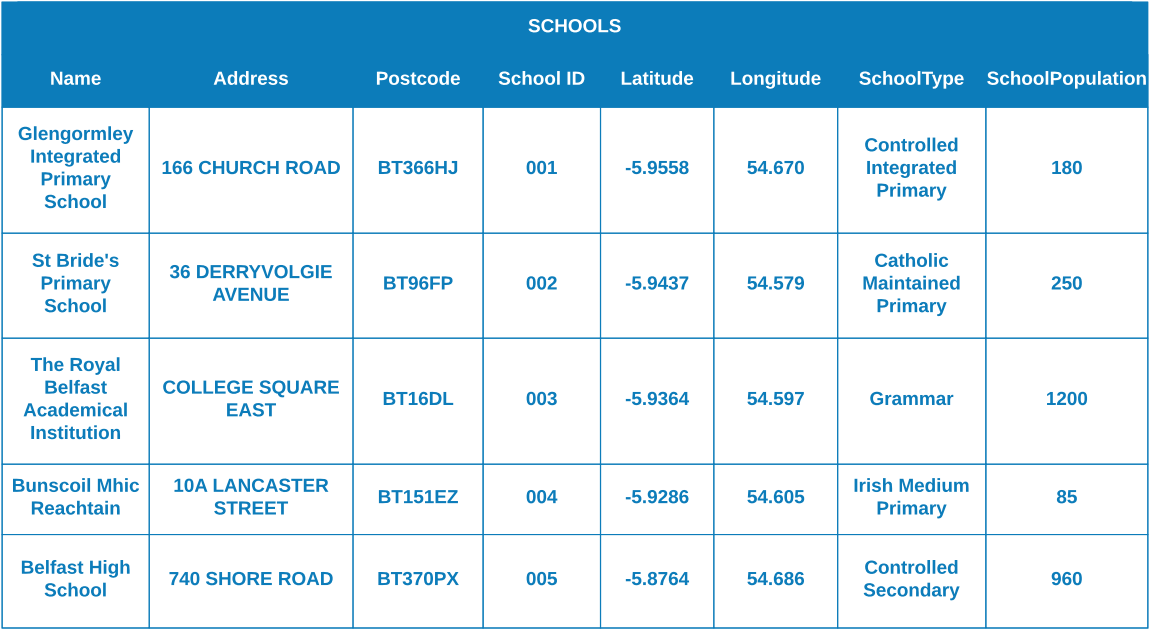 SCHOOLS
Name Address Postcode School ID Latitude Longitude SchoolType SchoolPopulation
Glengormley
Integrated
Primary
School
166 CHURCH ROAD
BT366HJ
001
-5.9558
54.670
Controlled
Integrated
Primary
180
St Bride's
Primary
School
36 DERRYVOLGIE
AVENUE
BT96FP
002
-5.9437
54.579
Catholic
Maintained
Primary
250
The Royal
Belfast
Academical
Institution
COLLEGE SQUARE
EAST
BT16DL
003
-5.9364
54.597
Grammar
1200
Bunscoil Mhic
Reachtain
10A LANCASTER
STREET
BT151EZ
004
-5.9286
54.605
Irish Medium
Primary
85
Belfast High
School
740 SHORE ROAD
BT370PX
005
-5.8764
54.686
Controlled
Secondary
960